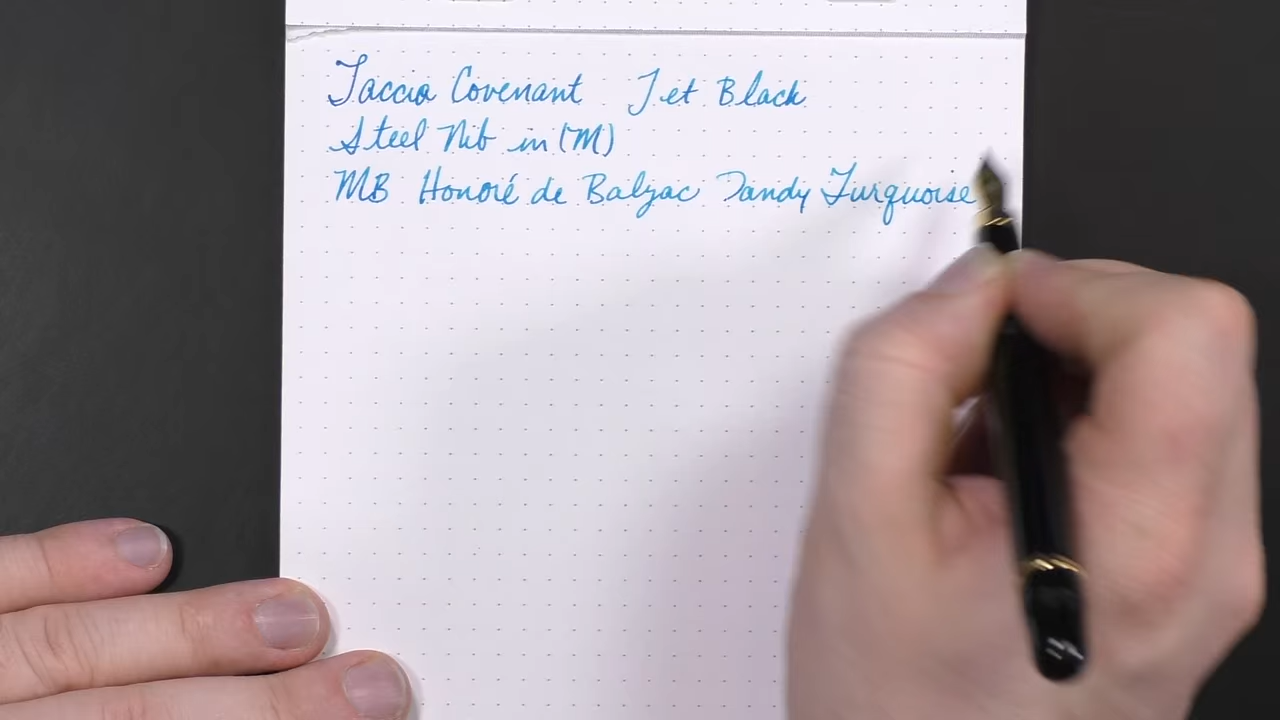 Taccia Covenant Jet Black
Steel Nib in (M)
MB Honoré de Balzac Dandy Turquoise